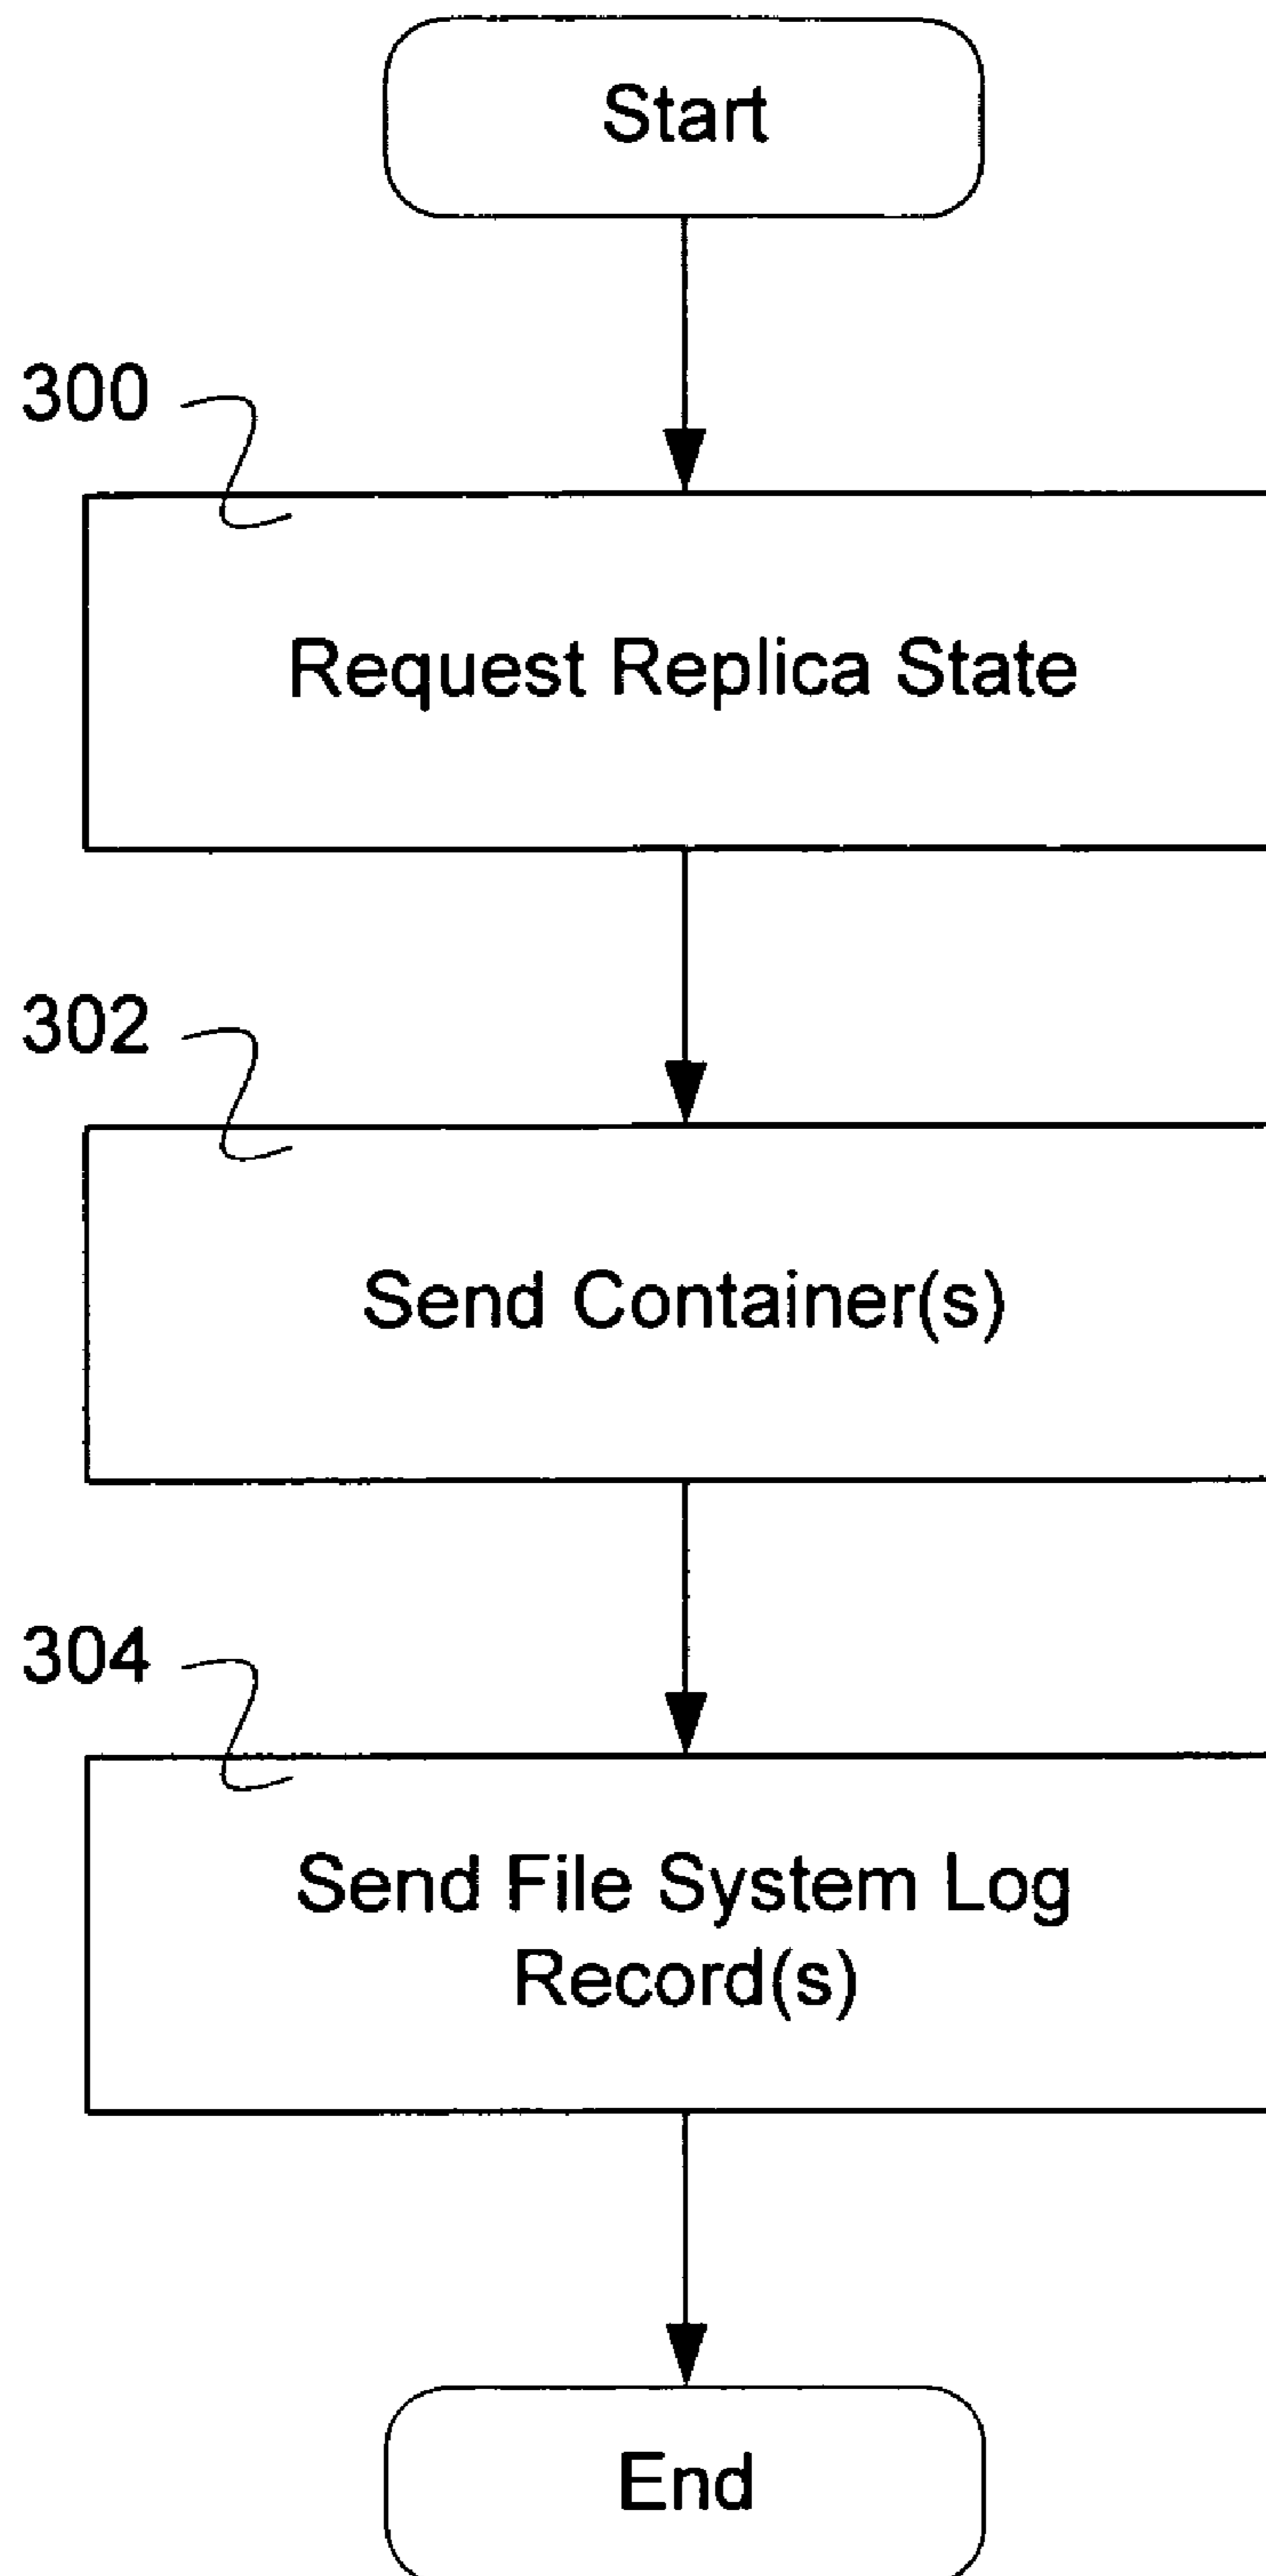 Start
300
Request Replica State
302
Send Container(s)
304
Send File System Log
Record(s)
End